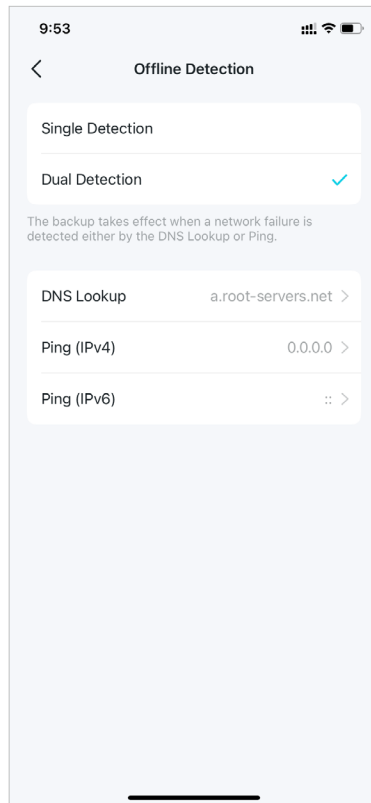 9:53
Offline Detection
Single Detection
Dual Detection
The backup takes effect when a network failure is
detected either by the DNS Lookup or Ping.
DNS Lookup a.root-servers.net >
Ping (IPv4) 0.0.0.0 >
Ping (IPv6) :: >